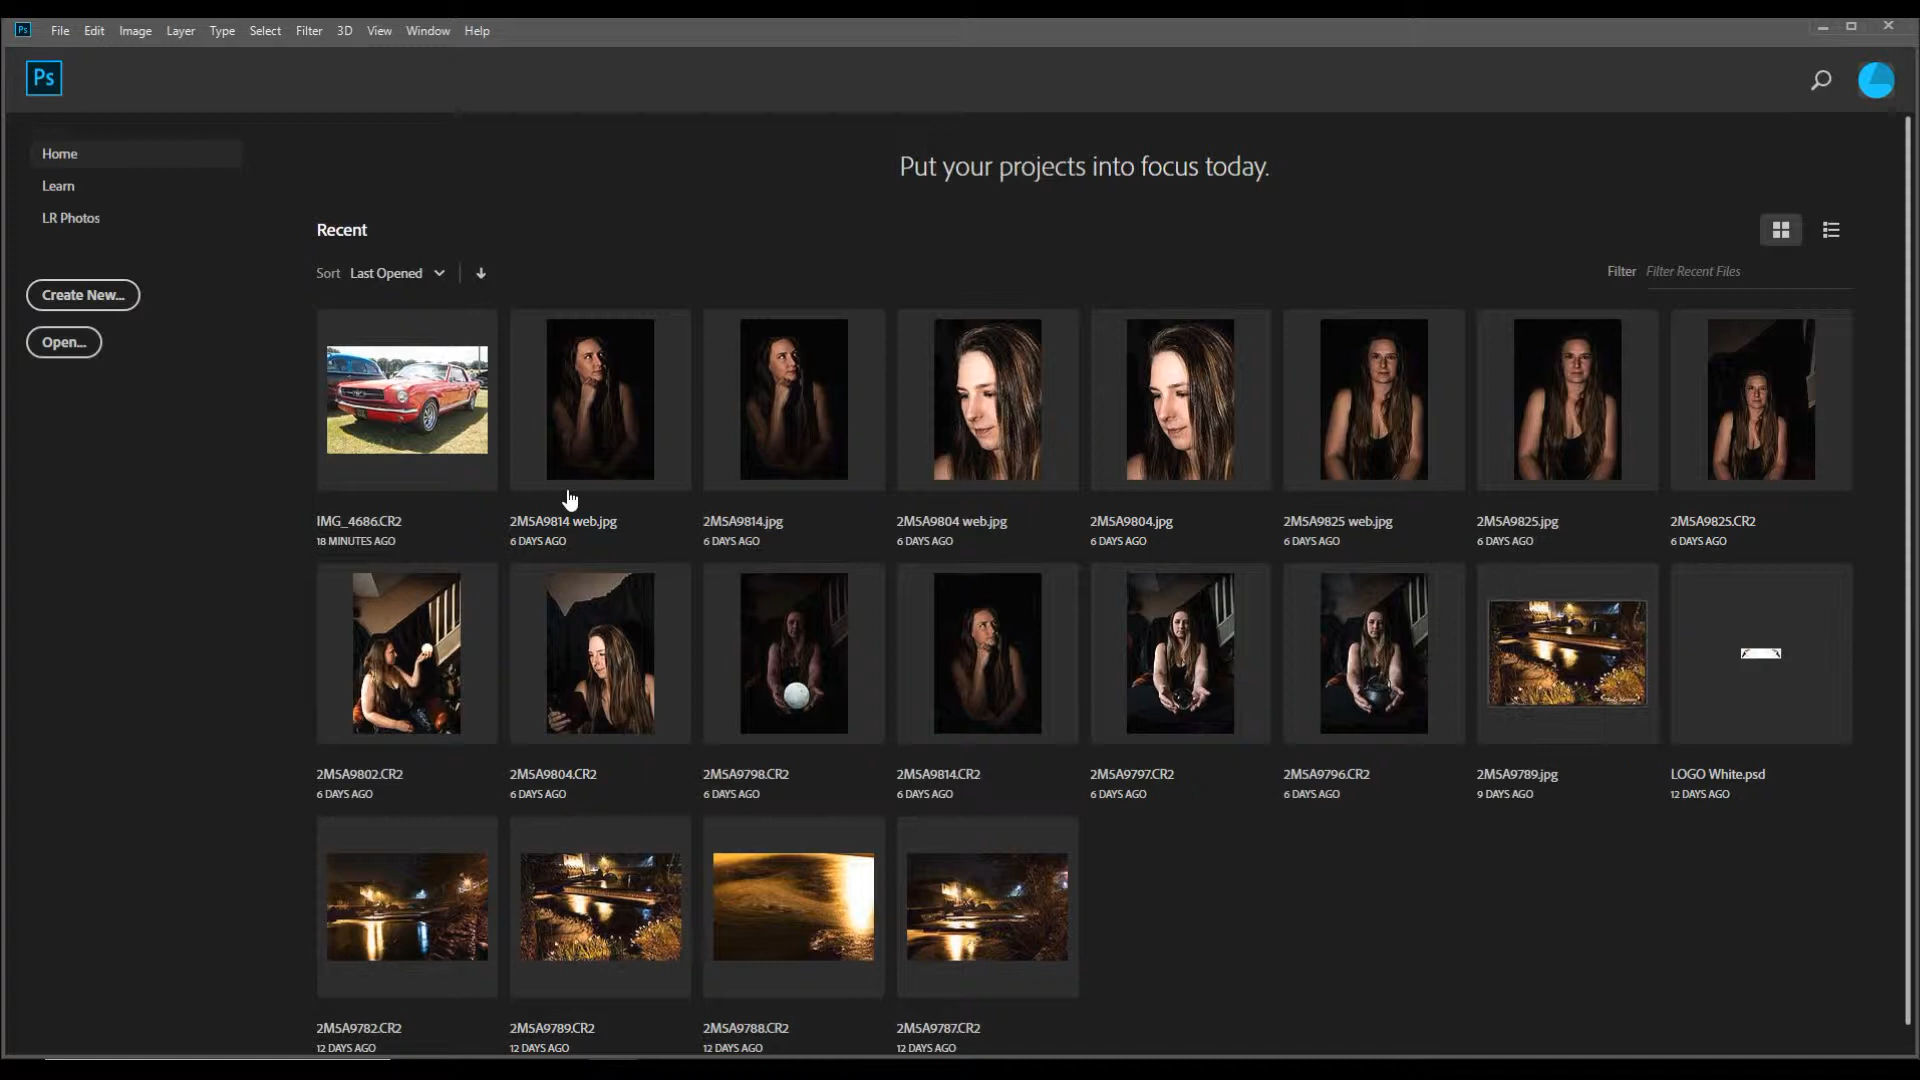 Ps File Edit Image Layer Type Select Filter 3D View Window Help
Ps
Home
Learn
LR Photos
Create New...
Open...
Put your projects into focus today.
Recent
Sort Last Opened
Filter Filter Recent Files
IMG_4686.CR2 2M5A9814 web.jpg 2M5A9814.jpg 2M5A9804 web.jpg 2M5A9804.jpg 2M5A9825 web.jpg 2M5A9825.jpg 2M5A9825.CR2
18 MINUTES AGO 6 DAYS AGO 6 DAYS AGO 6 DAYS AGO 6 DAYS AGO 6 DAYS AGO 6 DAYS AGO 6 DAYS AGO
2M5A9802.CR2 2M5A9804.CR2 2M5A9798.CR2 2M5A9814.CR2 2M5A9797.CR2 2M5A9796.CR2 2M5A9789.jpg LOGO White.psd
6 DAYS AGO 6 DAYS AGO 6 DAYS AGO 6 DAYS AGO 6 DAYS AGO 6 DAYS AGO 9 DAYS AGO 12 DAYS AGO
2M5A9782.CR2 2M5A9789.CR2 2M5A9788.CR2 2M5A9787.CR2
12 DAYS AGO 12 DAYS AGO 12 DAYS AGO 12 DAYS AGO